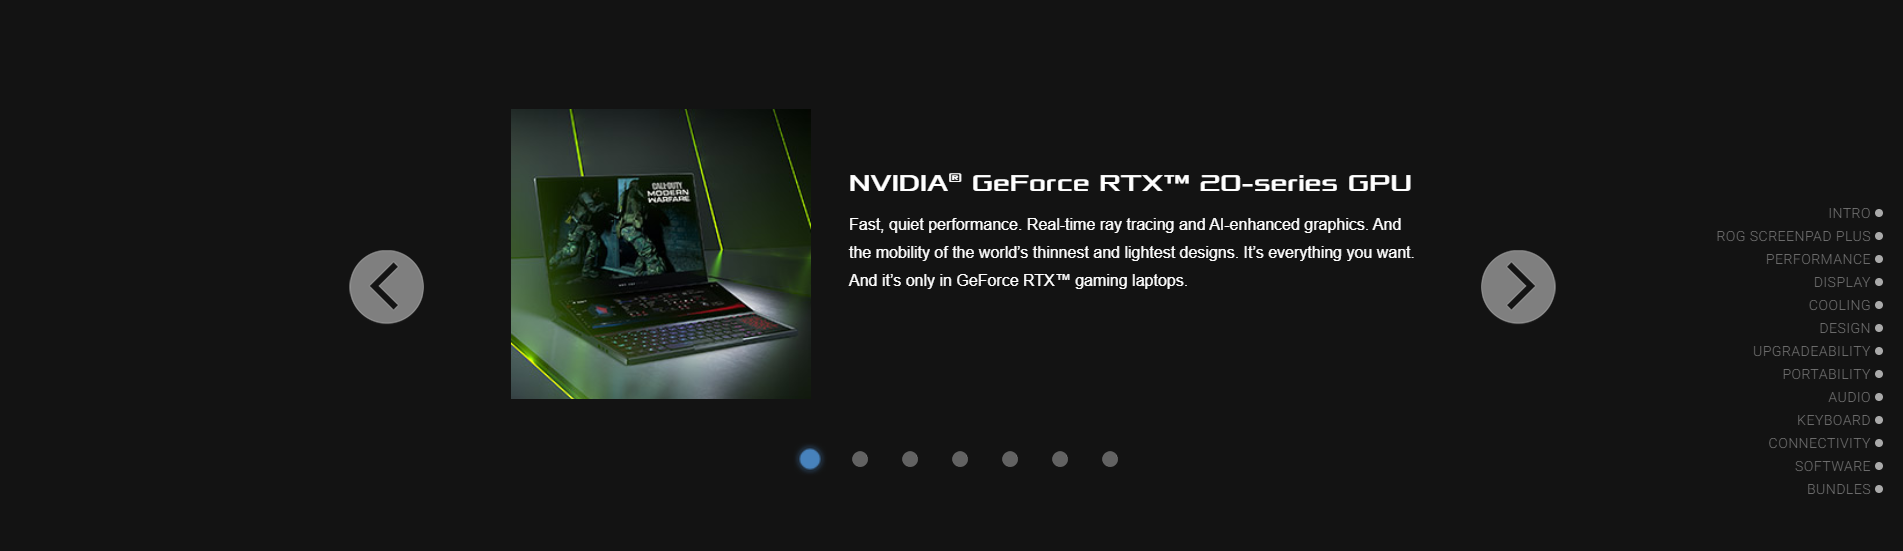 CALL OF DUTY
MODERN
WARFARE
NVIDIA® GeForce RTX™ 20-series GPU
Fast, quiet performance. Real-time ray tracing and AI-enhanced graphics. And
the mobility of the world’s thinnest and lightest designs. It’s everything you want.
And it’s only in GeForce RTX™ gaming laptops.
INTRO
ROG SCREENPAD PLUS
PERFORMANCE
DISPLAY
COOLING
DESIGN
UPGRADEABILITY
PORTABILITY
AUDIO
KEYBOARD
CONNECTIVITY
SOFTWARE
BUNDLES